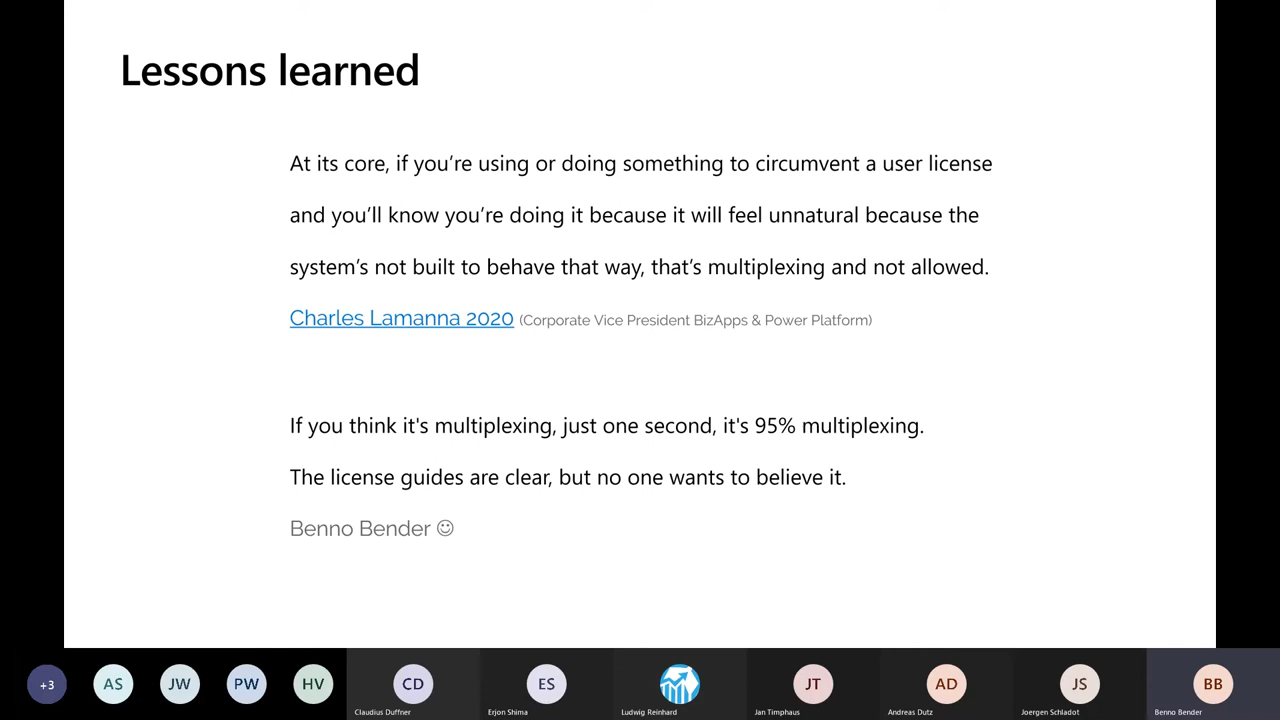 Lessons learned
At its core, if you’re using or doing something to circumvent a user license
and you’ll know you’re doing it because it will feel unnatural because the
system’s not built to behave that way, that’s multiplexing and not allowed.
Charles Lamanna 2020 (Corporate Vice President BizApps & Power Platform)
If you think it's multiplexing, just one second, it's 95% multiplexing.
The license guides are clear, but no one wants to believe it.
Benno Bender ☺
+3 AS JW PW HV CD ES JT AD JS BB
Claudius Duffner Erjon Shima Ludwig Reinhard Jan Timphaus Andreas Dutz Joergen Schladot Benno Bender